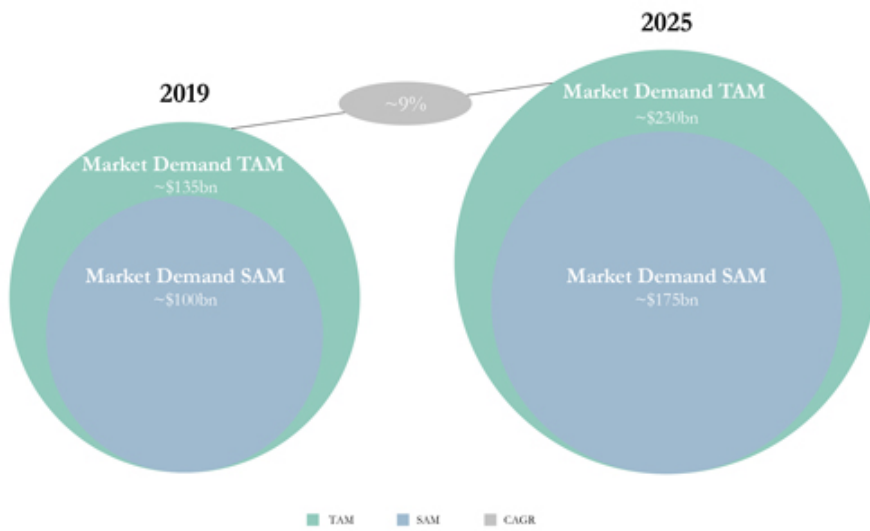 2019
Market Demand TAM
~$135bn
Market Demand SAM
~$100bn
~9%
2025
Market Demand TAM
~$230bn
Market Demand SAM
~$175bn
TAM
SAM
CAGR